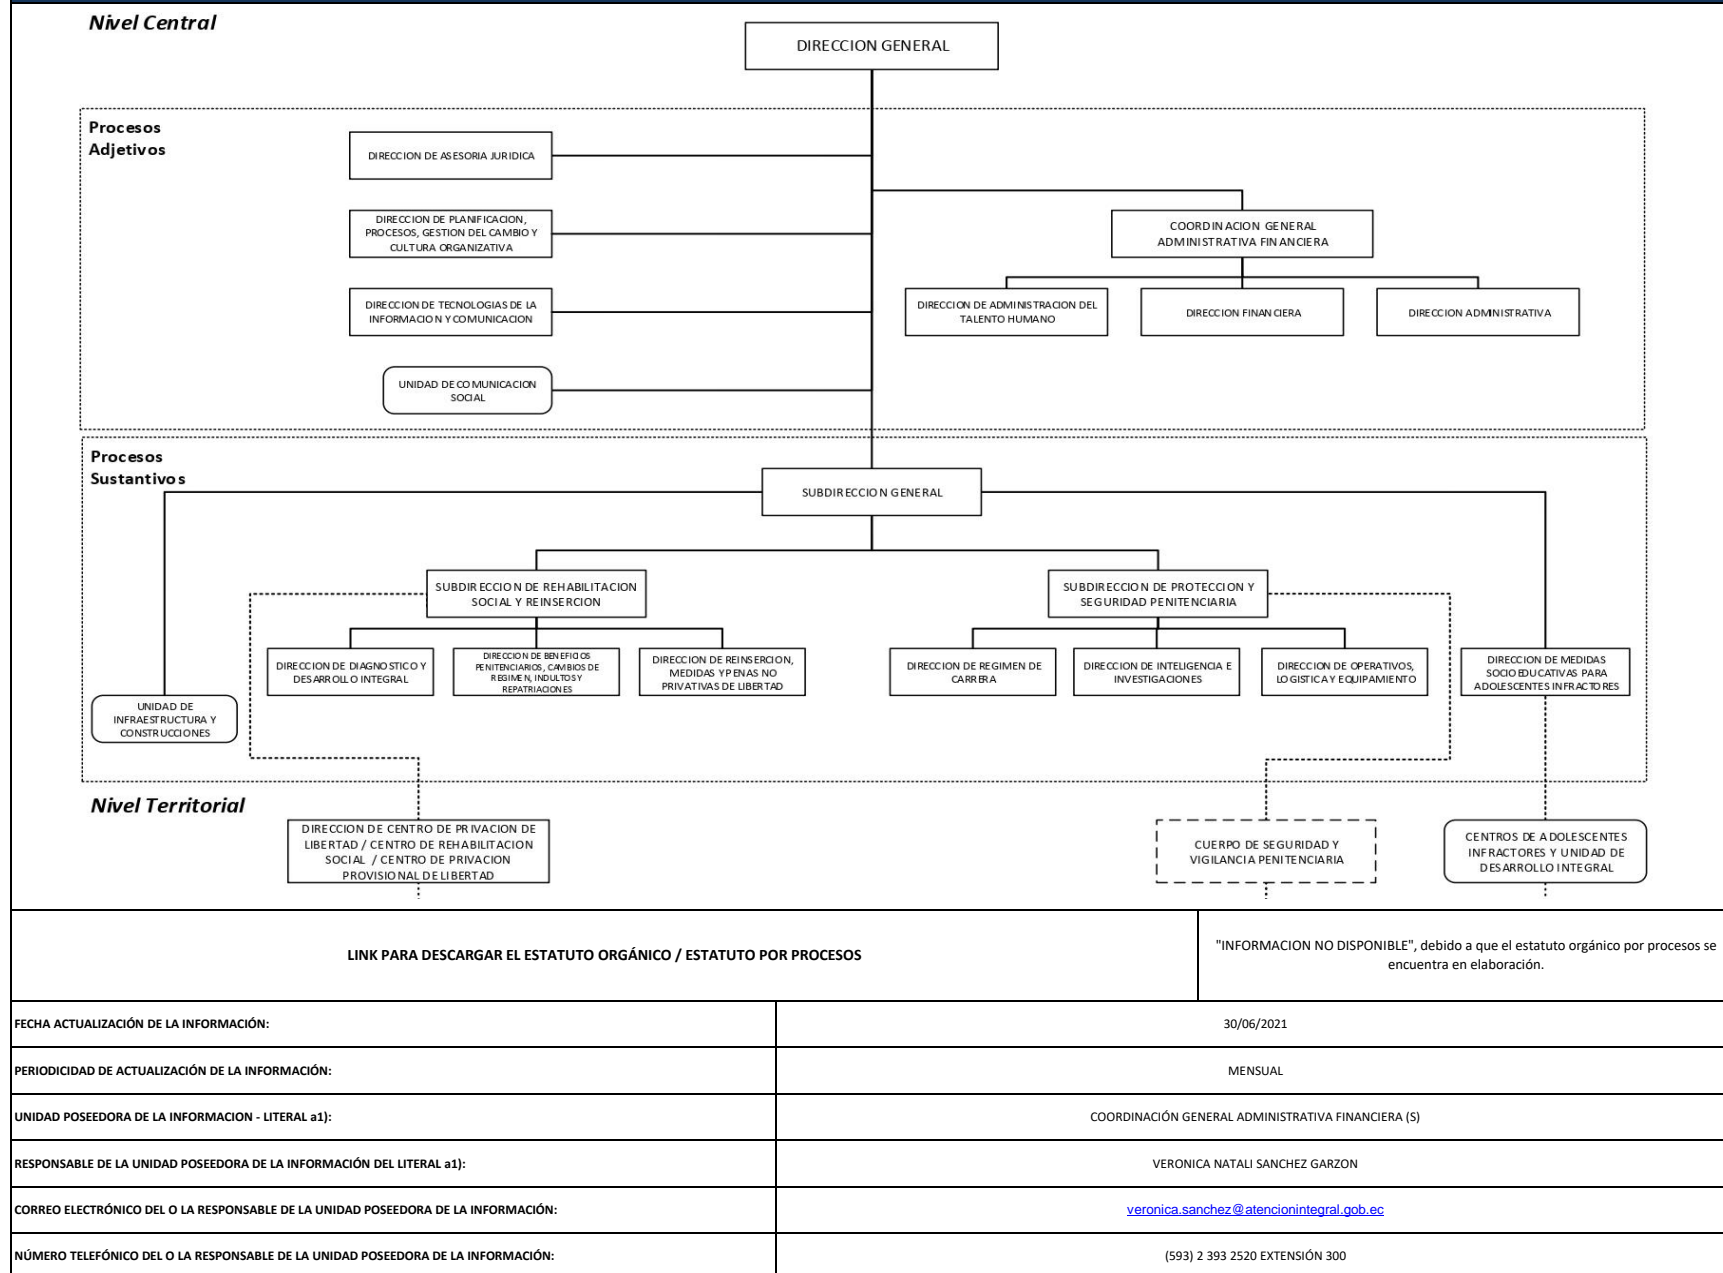 Nivel Central
DIRECCION GENERAL
Procesos
Adjetivos
DIRECCION DE ASESORIA JURIDICA
DIRECCION DE PLANIFICACION,
PROCESOS, GESTION DEL CAMBIO Y
CULTURA ORGANIZATIVA
COORDINACION GENERAL
ADMINISTRATIVA FINANCIERA
DIRECCION DE TECNOLOGIAS DE LA
INFORMACION Y COMUNICACION
DIRECCION DE ADMINISTRACION DEL
TALENTO HUMANO
DIRECCION FINANCIERA
DIRECCION ADMINISTRATIVA
UNIDAD DE COMUNICACION
SOCIAL
Procesos
Sustantivos
SUBDIRECCION GENERAL
SUBDIRECCION DE REHABILITACION
SOCIAL Y REINSERCION
SUBDIRECCION DE PROTECCION Y
SEGURIDAD PENITENCIARIA
DIRECCION DE DIAGNOSTICO Y
DESARROLLO INTEGRAL
DIRECCION DE BENEFICIOS
PENITENCIARIOS, CAMBIOS DE
REGIMEN, INDULTOS Y
REPATRIACIONES
DIRECCION DE REINSERCION,
MEDIDAS Y PENAS NO
PRIVATIVAS DE LIBERTAD
DIRECCION DE REGIMEN DE
CARRERA
DIRECCION DE INTELIGENCIA E
INVESTIGACIONES
DIRECCION DE OPERATIVOS,
LOGISTICA Y EQUIPAMIENTO
DIRECCION DE MEDIDAS
SOCIOEDUCATIVAS PARA
ADOLESCENTES INFRACTORES
UNIDAD DE
INFRAESTRUCTURA Y
CONSTRUCCIONES
Nivel Territorial
DIRECCION DE CENTRO DE PRIVACION DE
LIBERTAD / CENTRO DE REHABILITACION
SOCIAL / CENTRO DE PRIVACION
PROVISIONAL DE LIBERTAD
CUERPO DE SEGURIDAD Y
VIGILANCIA PENITENCIARIA
CENTROS DE ADOLESCENTES
INFRACTORES Y UNIDAD DE
DESARROLLO INTEGRAL
LINK PARA DESCARGAR EL ESTATUTO ORGÁNICO / ESTATUTO POR PROCESOS
"INFORMACION NO DISPONIBLE", debido a que el estatuto orgánico por procesos se
encuentra en elaboración.
FECHA ACTUALIZACIÓN DE LA INFORMACIÓN:
30/06/2021
PERIODICIDAD DE ACTUALIZACIÓN DE LA INFORMACIÓN:
MENSUAL
UNIDAD POSEEDORA DE LA INFORMACION - LITERAL a1):
COORDINACIÓN GENERAL ADMINISTRATIVA FINANCIERA (S)
RESPONSABLE DE LA UNIDAD POSEEDORA DE LA INFORMACIÓN DEL LITERAL a1):
VERONICA NATALI SANCHEZ GARZON
CORREO ELECTRÓNICO DEL O LA RESPONSABLE DE LA UNIDAD POSEEDORA DE LA INFORMACIÓN:
veronica.sanchez@atencionintegral.gob.ec
NÚMERO TELEFÓNICO DEL O LA RESPONSABLE DE LA UNIDAD POSEEDORA DE LA INFORMACIÓN:
(593) 2 393 2520 EXTENSIÓN 300